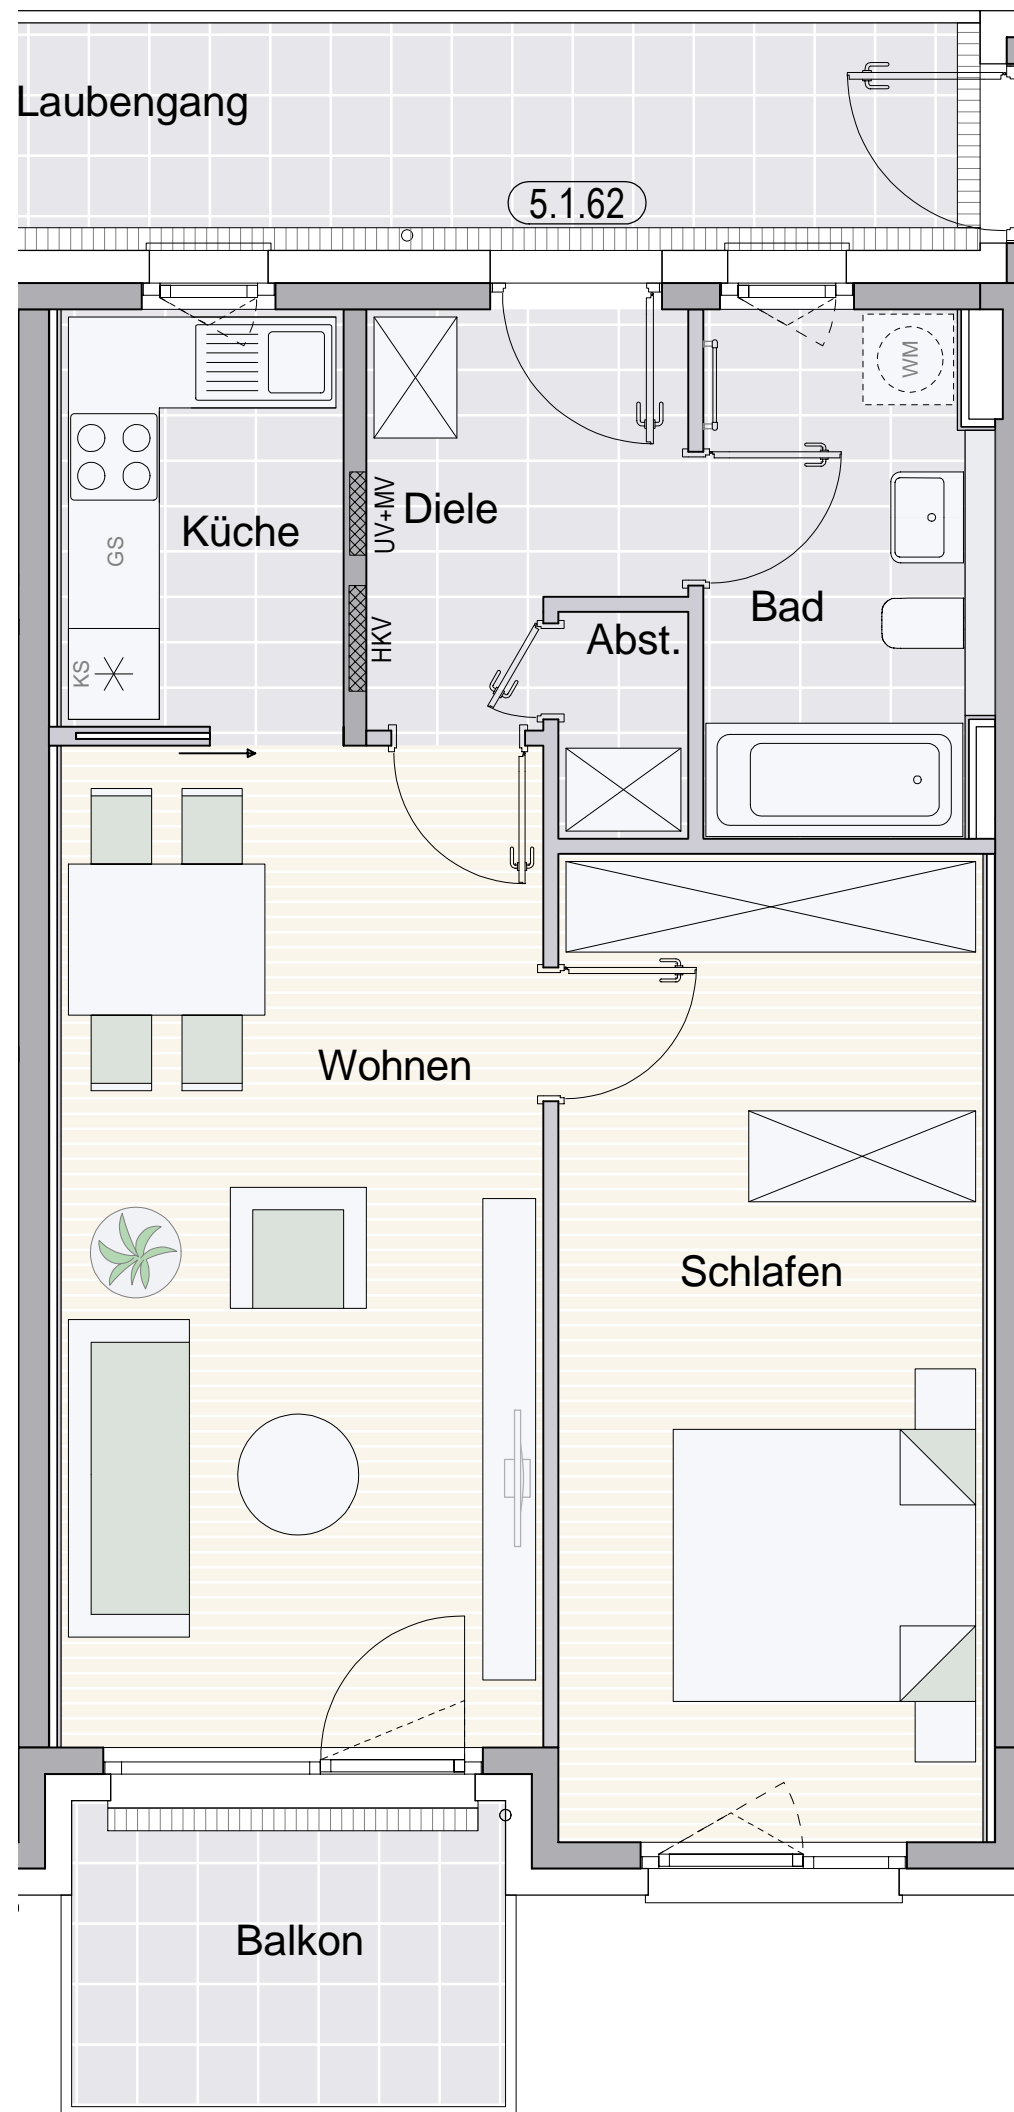 Laubengang
5.1.62
WM
UV+MV
Diele
Küche
GS
Bad
HKV
Abst.
KS
Wohnen
Schlafen
Balkon